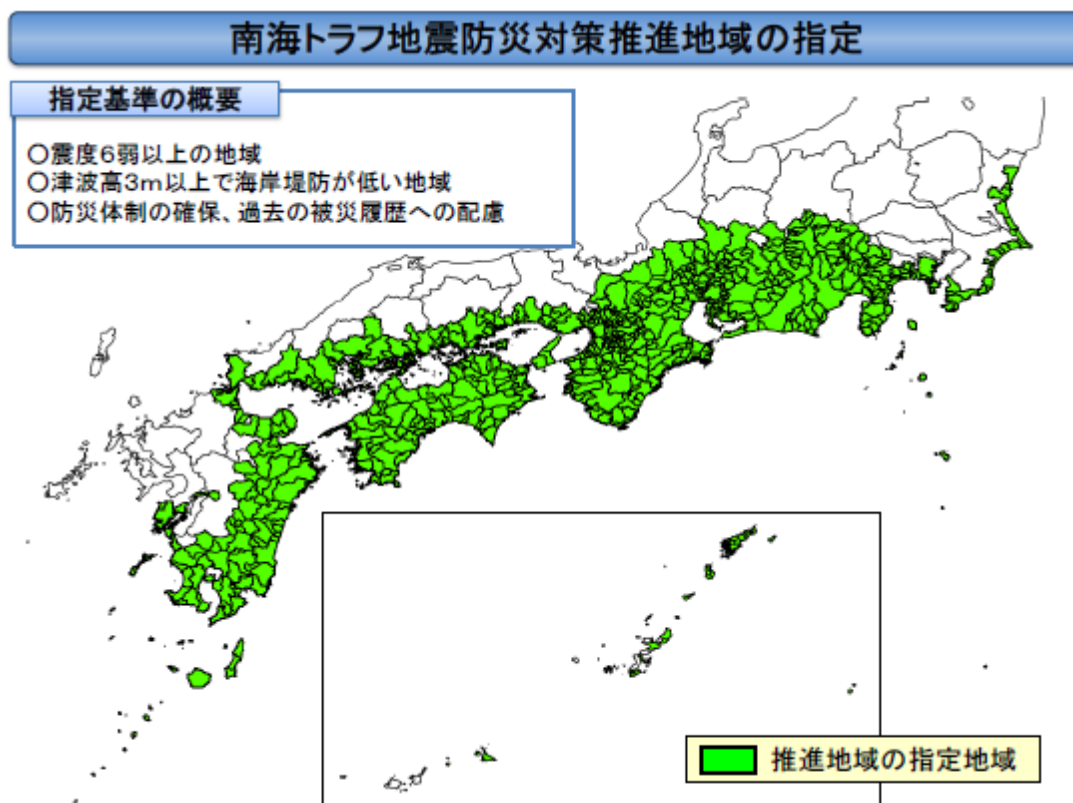 南海トラフ地震防災対策推進地域の指定
指定基準の概要
○震度6弱以上の地域
○津波高3m以上で海岸堤防が低い地域
○防災体制の確保、過去の被災履歴への配慮
推進地域の指定地域